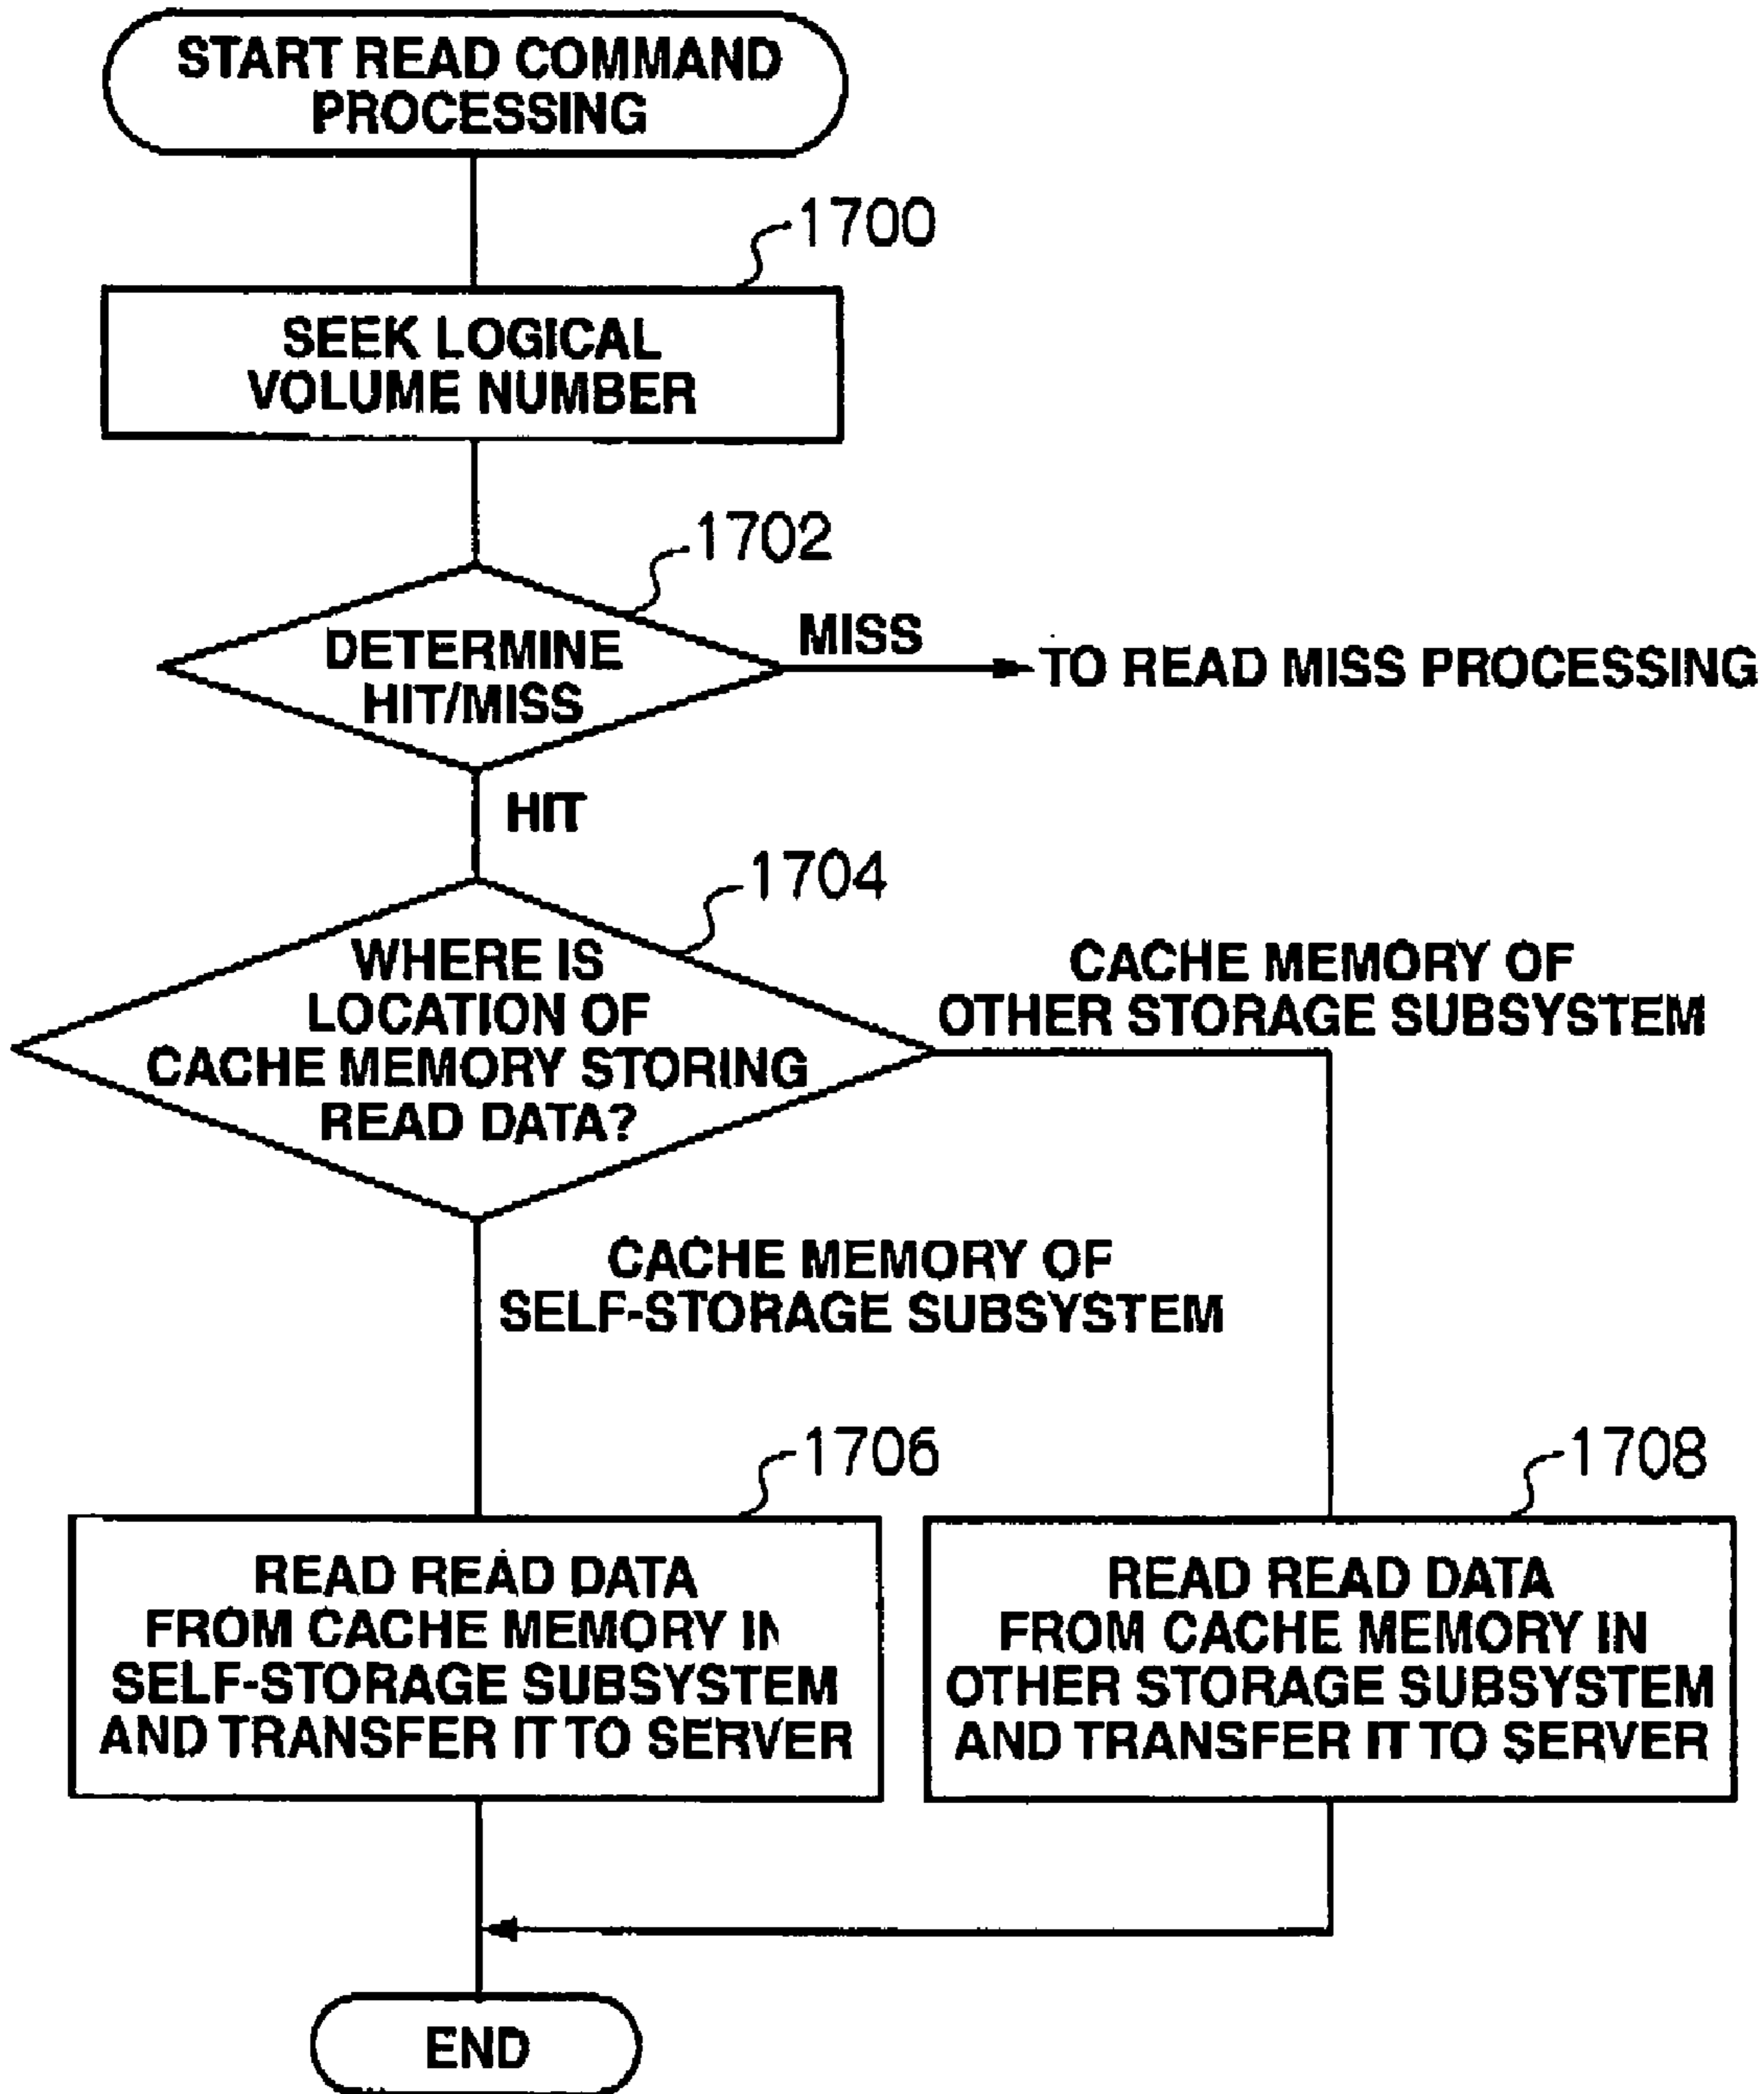 START READ COMMAND
PROCESSING
1700
SEEK LOGICAL
VOLUME NUMBER
1702
DETERMINE
HIT/MISS
MISS
TO READ MISS PROCESSING
HIT
1704
WHERE IS
LOCATION OF
CACHE MEMORY STORING
READ DATA?
CACHE MEMORY OF
OTHER STORAGE SUBSYSTEM
CACHE MEMORY OF
SELF-STORAGE SUBSYSTEM
1706
READ READ DATA
FROM CACHE MEMORY IN
SELF-STORAGE SUBSYSTEM
AND TRANSFER IT TO SERVER
1708
READ READ DATA
FROM CACHE MEMORY IN
OTHER STORAGE SUBSYSTEM
AND TRANSFER IT TO SERVER
END